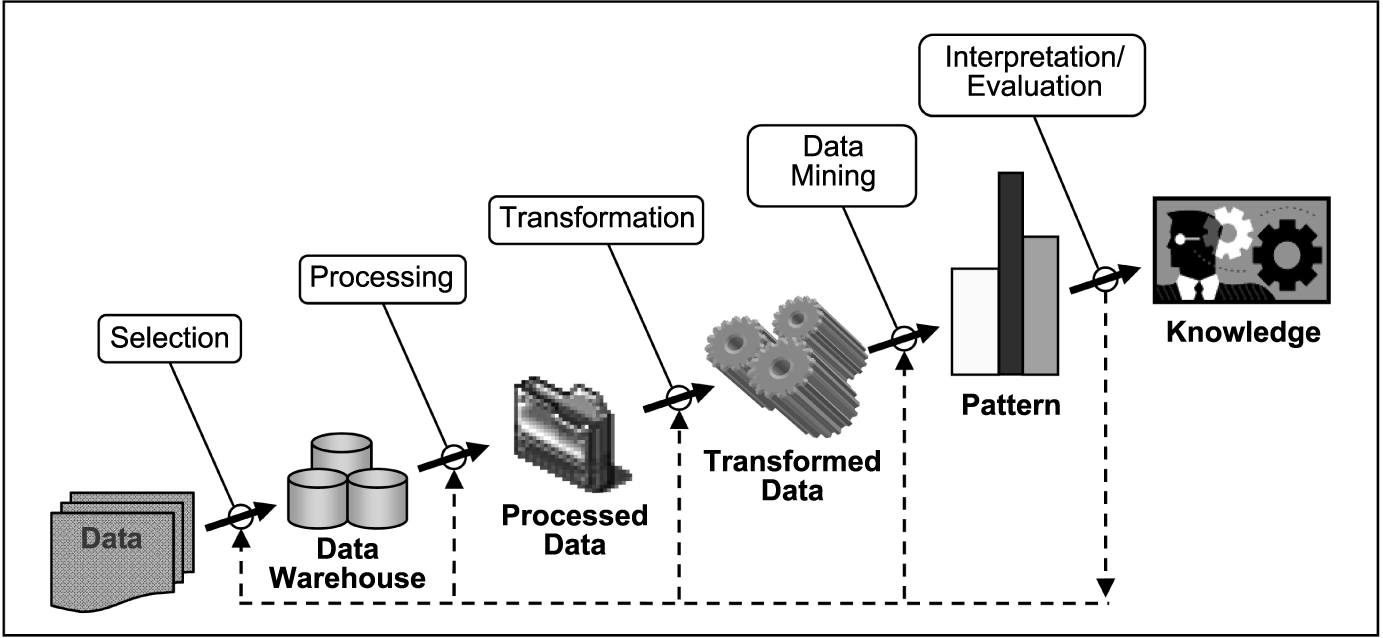 Interpretation/
Evaluation
Data
Mining
Transformation
Processing
Selection
Knowledge
Pattern
Transformed
Data
Processed
Data
Data
Warehouse
Data